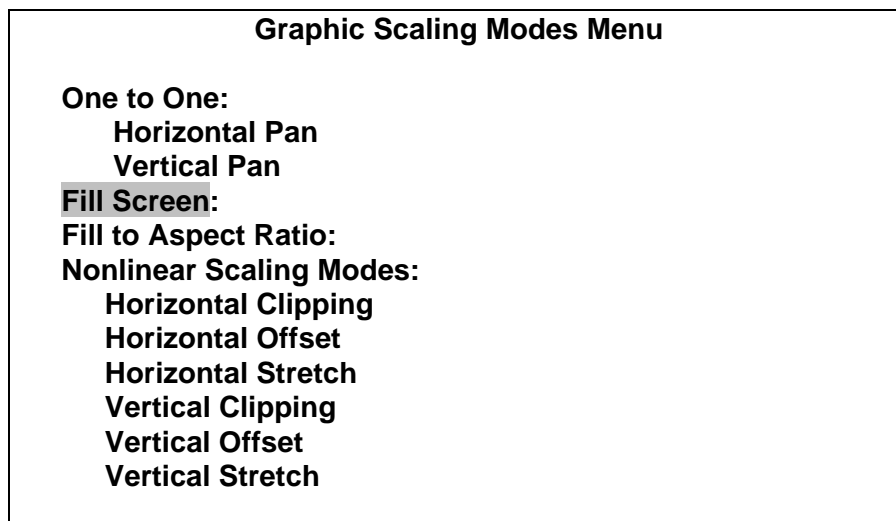 Graphic Scaling Modes Menu
One to One:
Horizontal Pan
Vertical Pan
Fill Screen:
Fill to Aspect Ratio:
Nonlinear Scaling Modes:
Horizontal Clipping
Horizontal Offset
Horizontal Stretch
Vertical Clipping
Vertical Offset
Vertical Stretch